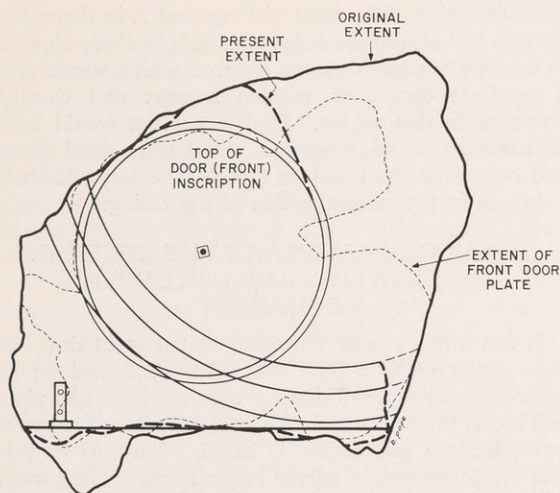 ORIGINAL
EXTENT
PRESENT
EXTENT
TOP OF
DOOR (FRONT)
INSCRIPTION
EXTENT OF
FRONT DOOR
PLATE